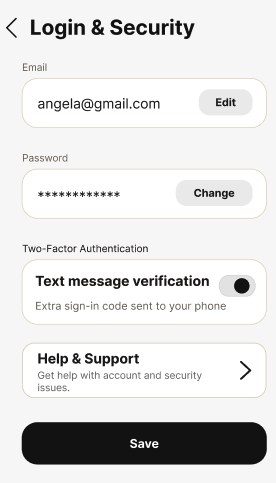 Login & Security
Email
angela@gmail.com
Edit
Password
************
Change
Two-Factor Authentication
Text message verification
Extra sign-in code sent to your phone
Help & Support
Get help with account and security
issues.
Save